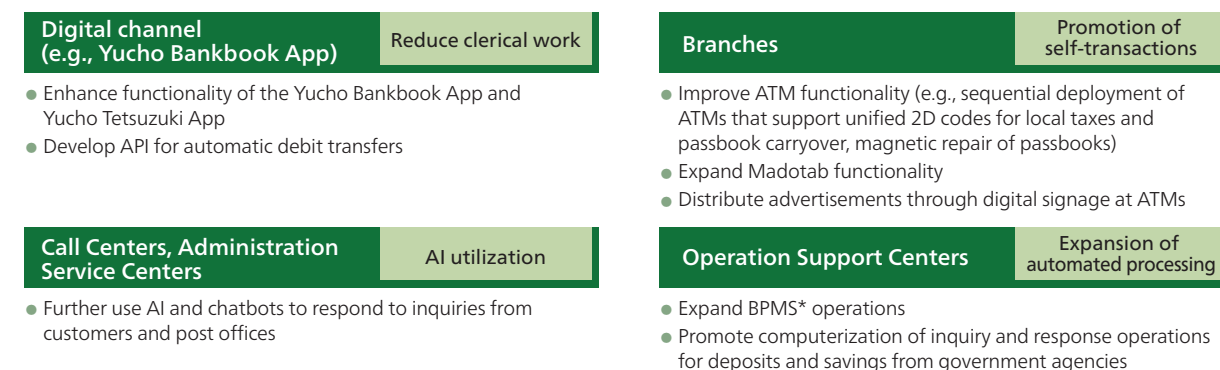 Digital channel
(e.g., Yucho Bankbook App)
Reduce clerical work
● Enhance functionality of the Yucho Bankbook App and
Yucho Tetsuzuki App
● Develop API for automatic debit transfers
Branches
Promotion of
self-transactions
● Improve ATM functionality (e.g., sequential deployment of
ATMs that support unified 2D codes for local taxes and
passbook carryover, magnetic repair of passbooks)
● Expand Madotab functionality
● Distribute advertisements through digital signage at ATMs
Call Centers, Administration
Service Centers
AI utilization
● Further use AI and chatbots to respond to inquiries from
customers and post offices
Operation Support Centers
Expansion of
automated processing
● Expand BPMS* operations
● Promote computerization of inquiry and response operations
for deposits and savings from government agencies